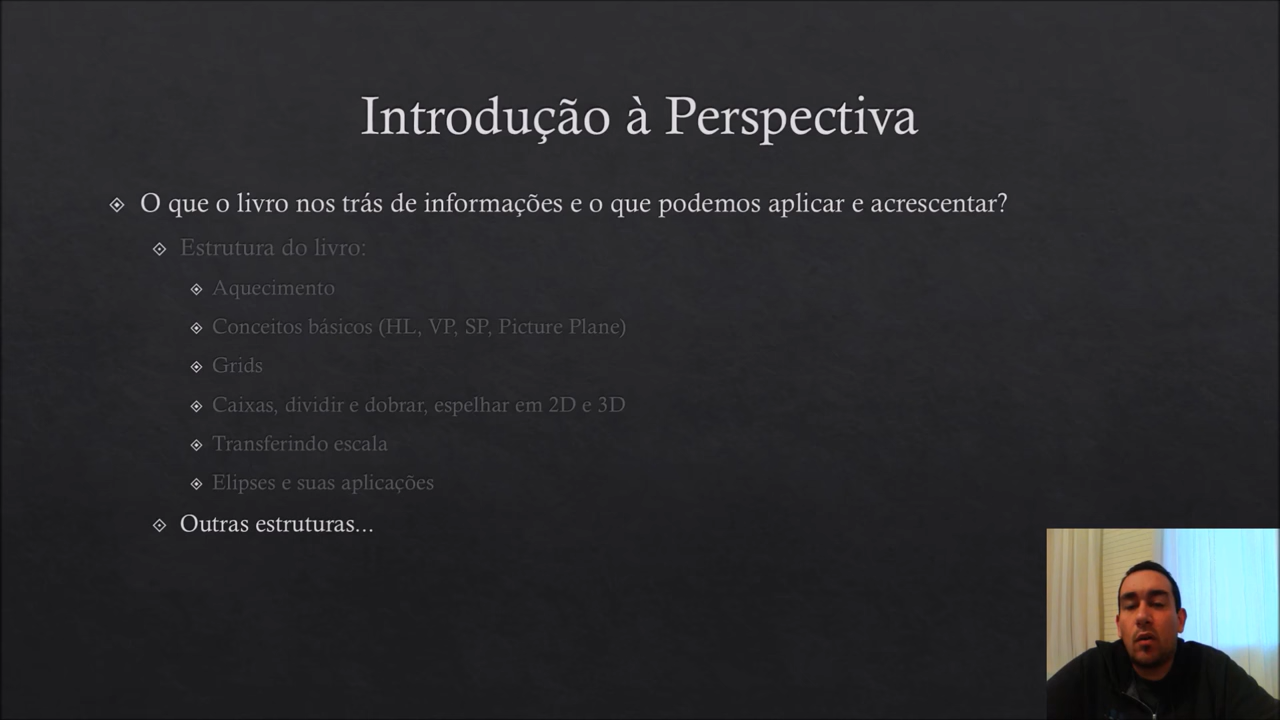 Introdução à Perspectiva
O que o livro nos trás de informações e o que podemos aplicar e acrescentar?
Estrutura do livro:
Aquecimento
Conceitos básicos (HL, VP, SP, Picture Plane)
Grids
Caixas, dividir e dobrar, espelhar em 2D e 3D
Transferindo escala
Elipses e suas aplicações
Outras estruturas...